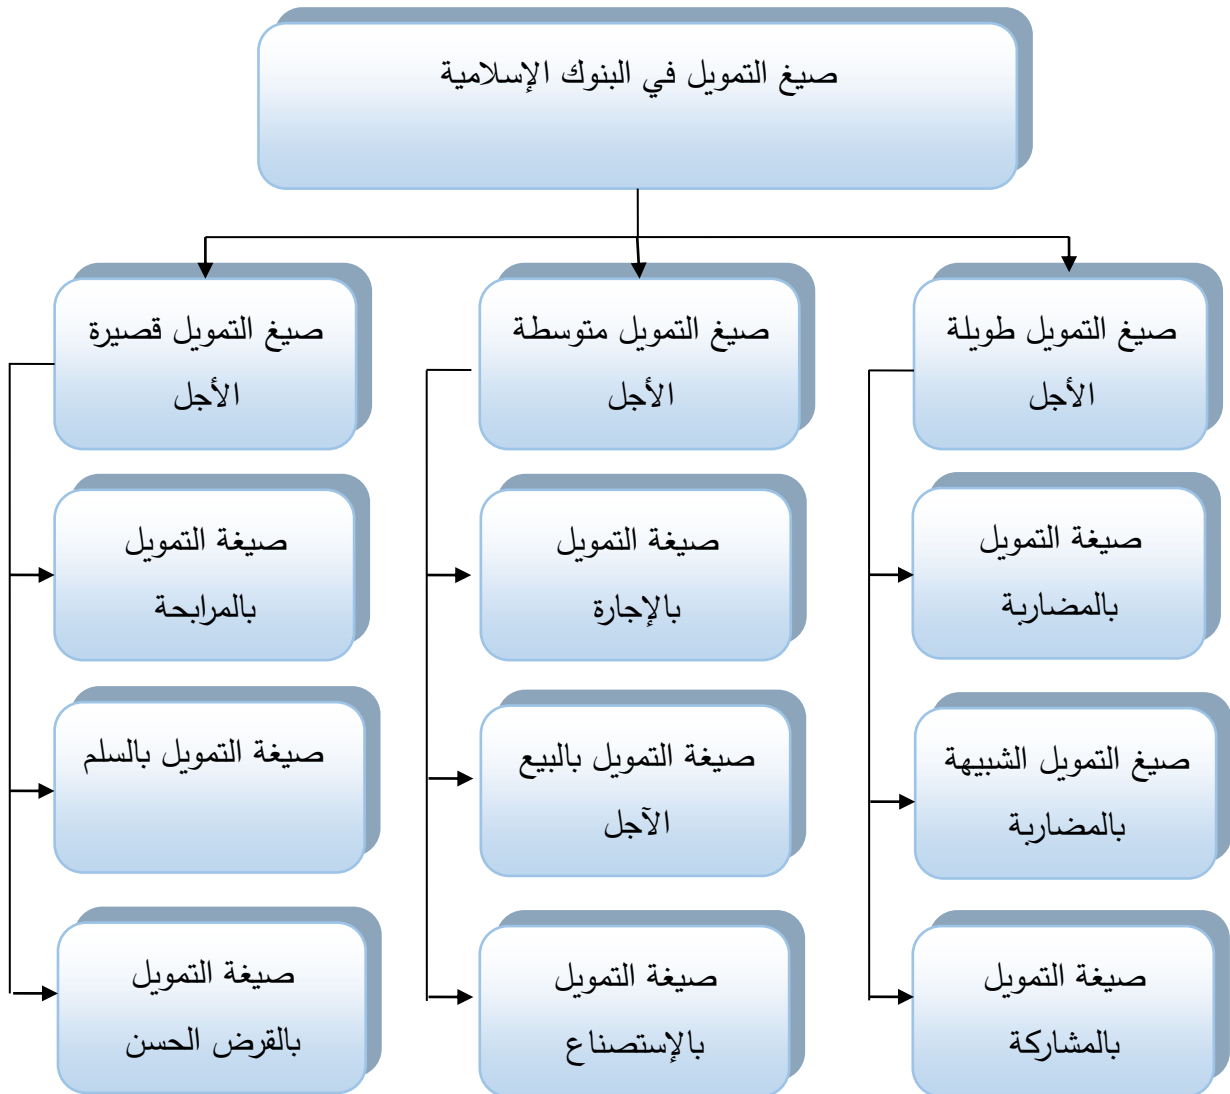 صيغ التمويل في البنوك الإسلامية
صيغ التمويل طويلة
الأجل
صيغ التمويل متوسطة
الأجل
صيغ التمويل قصيرة
الأجل
صيغة التمويل
بالمضاربة
صيغة التمويل
بالإجارة
صيغة التمويل
بالمرابحة
صيغ التمويل الشبيهة
بالمضاربة
صيغة التمويل بالبيع
الآجل
صيغة التمويل بالسلم
صيغة التمويل
بالمشاركة
صيغة التمويل
بالإستصناع
صيغة التمويل
بالقرض الحسن